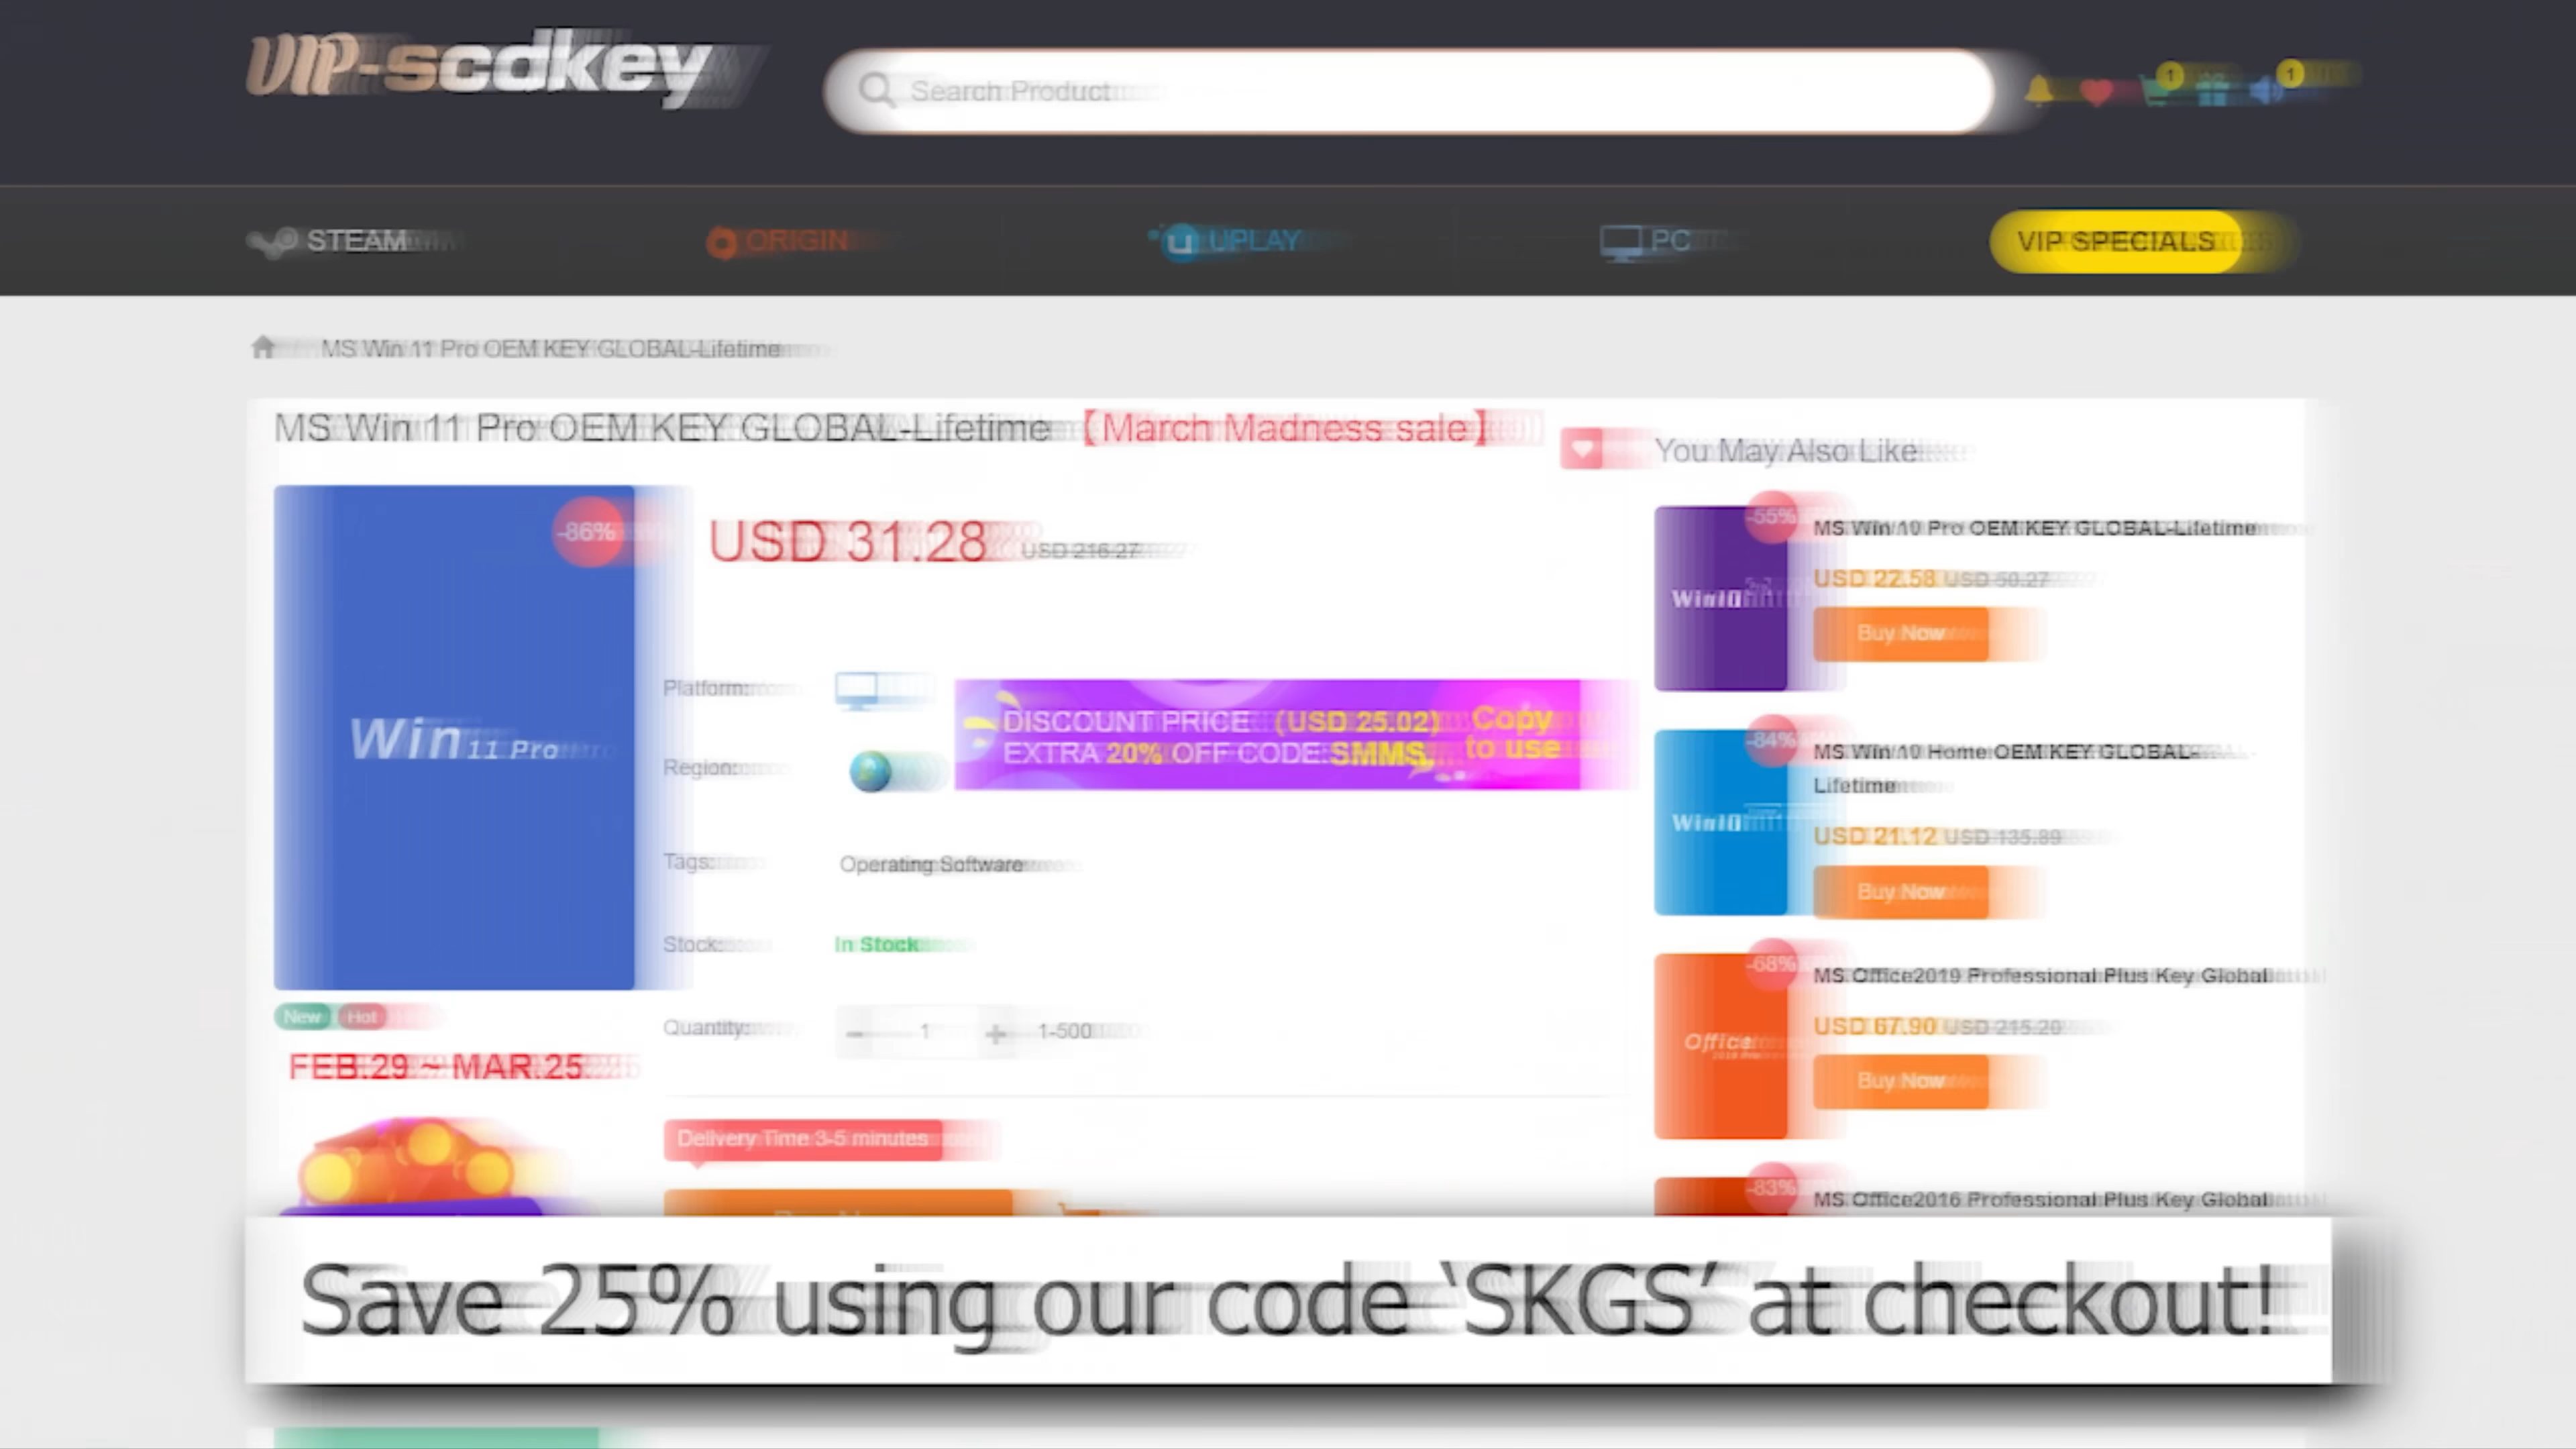 VIP-scdkey
Search Product
1
1
STEAM
ORIGIN
UPLAY
PC
VIP SPECIALS
MS Win 11 Pro OEM KEY GLOBAL-Lifetime
MS Win 11 Pro OEM KEY GLOBAL-Lifetime 【March Madness sale】
-86%
Win 11 Pro
USD 31.28 USD 216.27
Platform:
Region:
DISCOUNT PRICE (USD 25.02)
EXTRA 20% OFF CODE:SMMS
Copy
to use
Tags:
Operating Software
Stock:
In Stock
Quantity:
− 1 + 1-500
New Hot
FEB.29 ~ MAR.25
Delivery Time 3-5 minutes
You May Also Like
-55%
Win10
MS Win 10 Pro OEM KEY GLOBAL-Lifetime
USD 22.58 USD 50.27
Buy Now
-84%
Win10
MS Win 10 Home OEM KEY GLOBAL-
Lifetime
USD 21.12 USD 135.89
Buy Now
-68%
Office
MS Office2019 Professional Plus Key Global
USD 67.90 USD 215.20
Buy Now
-83%
MS Office2016 Professional Plus Key Global
Save 25% using our code ‘SKGS’ at checkout!